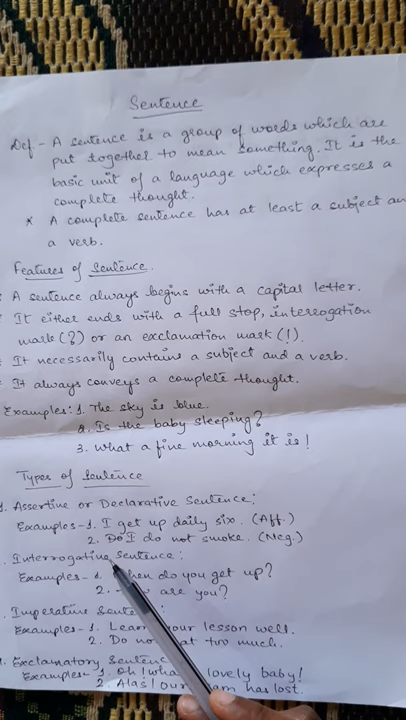 Sentence
Def - A sentence is a group of words which are
put together to mean something. It is the
basic unit of a language which expresses a
complete thought.
* A complete sentence has at least a subject an
a verb.
Features of Sentence.
A sentence always begins with a capital letter.
It either ends with a full stop, interrogation
mark (?) or an exclamation mark (!).
It necessarily contains a subject and a verb.
It always conveys a complete thought.
Examples: 1. The sky is blue.
2. Is the baby sleeping?
3. What a fine morning it is!
Types of Sentence
1. Assertive or Declarative Sentence:
Examples - 1. I get up daily six. (Aff.)
2. I do not smoke. (Neg.)
Interrogative Sentence:
Examples - 1. When do you get up?
2. are you?
Imperative Sente :
Examples - 1. Lea your lesson well.
2. Do no at too much.
Exclamatory Sentenc
Examples - 1. Oh! wha lovely baby!
2. Alas! our am has lost.